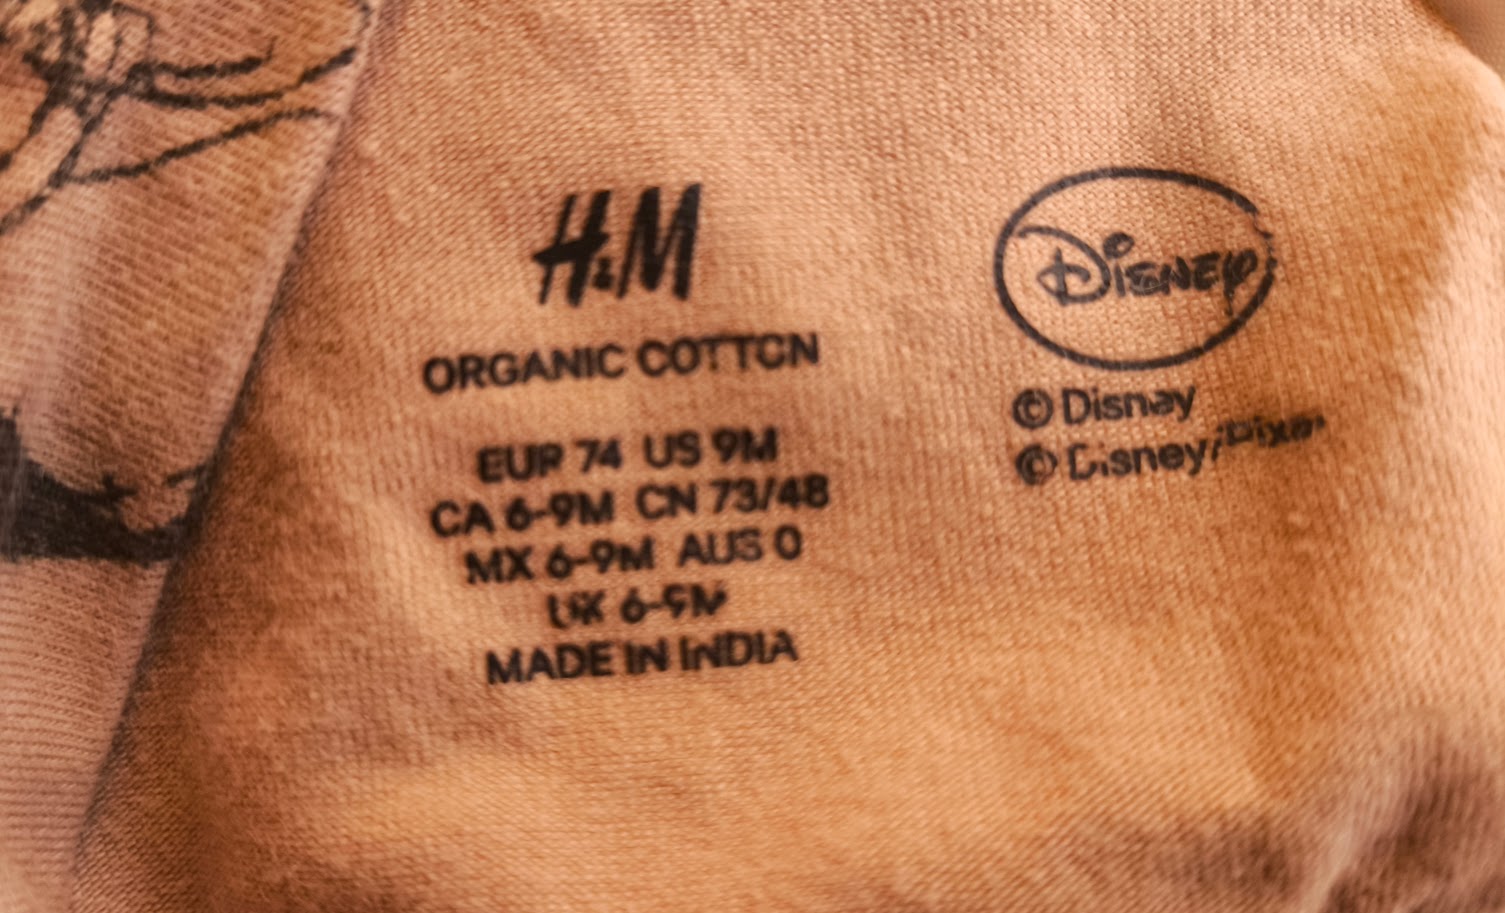 H&M
ORGANIC COTTON
EUR 74 US 9M
CA 6-9M CN 73/48
MX 6-9M AUS 0
UK 6-9M
MADE IN INDIA
Disney
© Disney
© Disney/Pixar